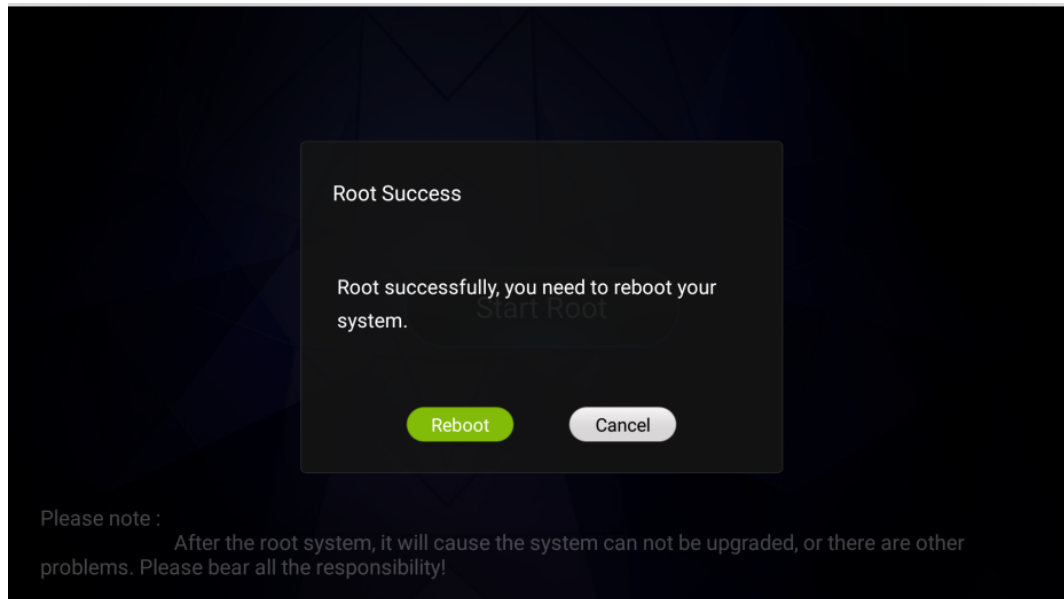 Root Success
Root successfully, you need to reboot your
system.
Start Root
Reboot
Cancel
Please note :
After the root system, it will cause the system can not be upgraded, or there are other
problems. Please bear all the responsibility!